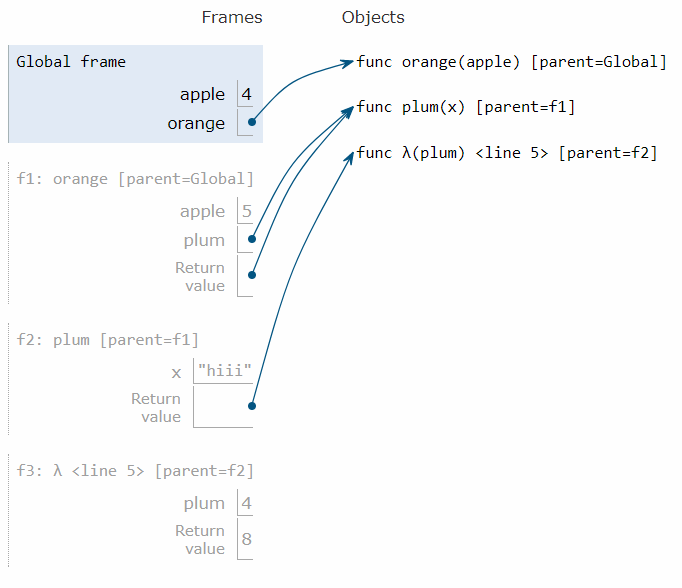 Frames Objects
Global frame
func orange(apple) [parent=Global]
apple 4
func plum(x) [parent=f1]
orange
func λ(plum) <line 5> [parent=f2]
f1: orange [parent=Global]
apple 5
plum
Return
value
f2: plum [parent=f1]
x "hiii"
Return
value
f3: λ <line 5> [parent=f2]
plum 4
Return
value 8